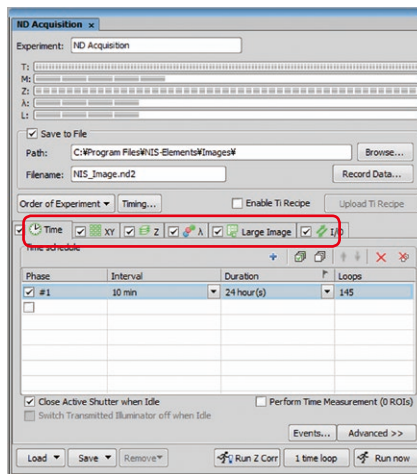 ND Acquisition x
Experiment: ND Acquisition
T:
M:
Z:
λ:
L:
Save to File
Path: C:¥Program Files¥NIS-Elements¥Images¥ Browse...
Filename: NIS_Image.nd2 Record Data...
Order of Experiment Timing... Enable Ti Recipe Upload Ti Recipe
Time XY Z λ Large Image I/O
Time schedule
Phase Interval Duration Loops
#1 10 min 24 hour(s) 145
Close Active Shutter when Idle Perform Time Measurement (0 ROIs)
Switch Transmitted Illuminator off when Idle
Events... Advanced >>
Load Save Remove Run Z Corr 1 time loop Run now